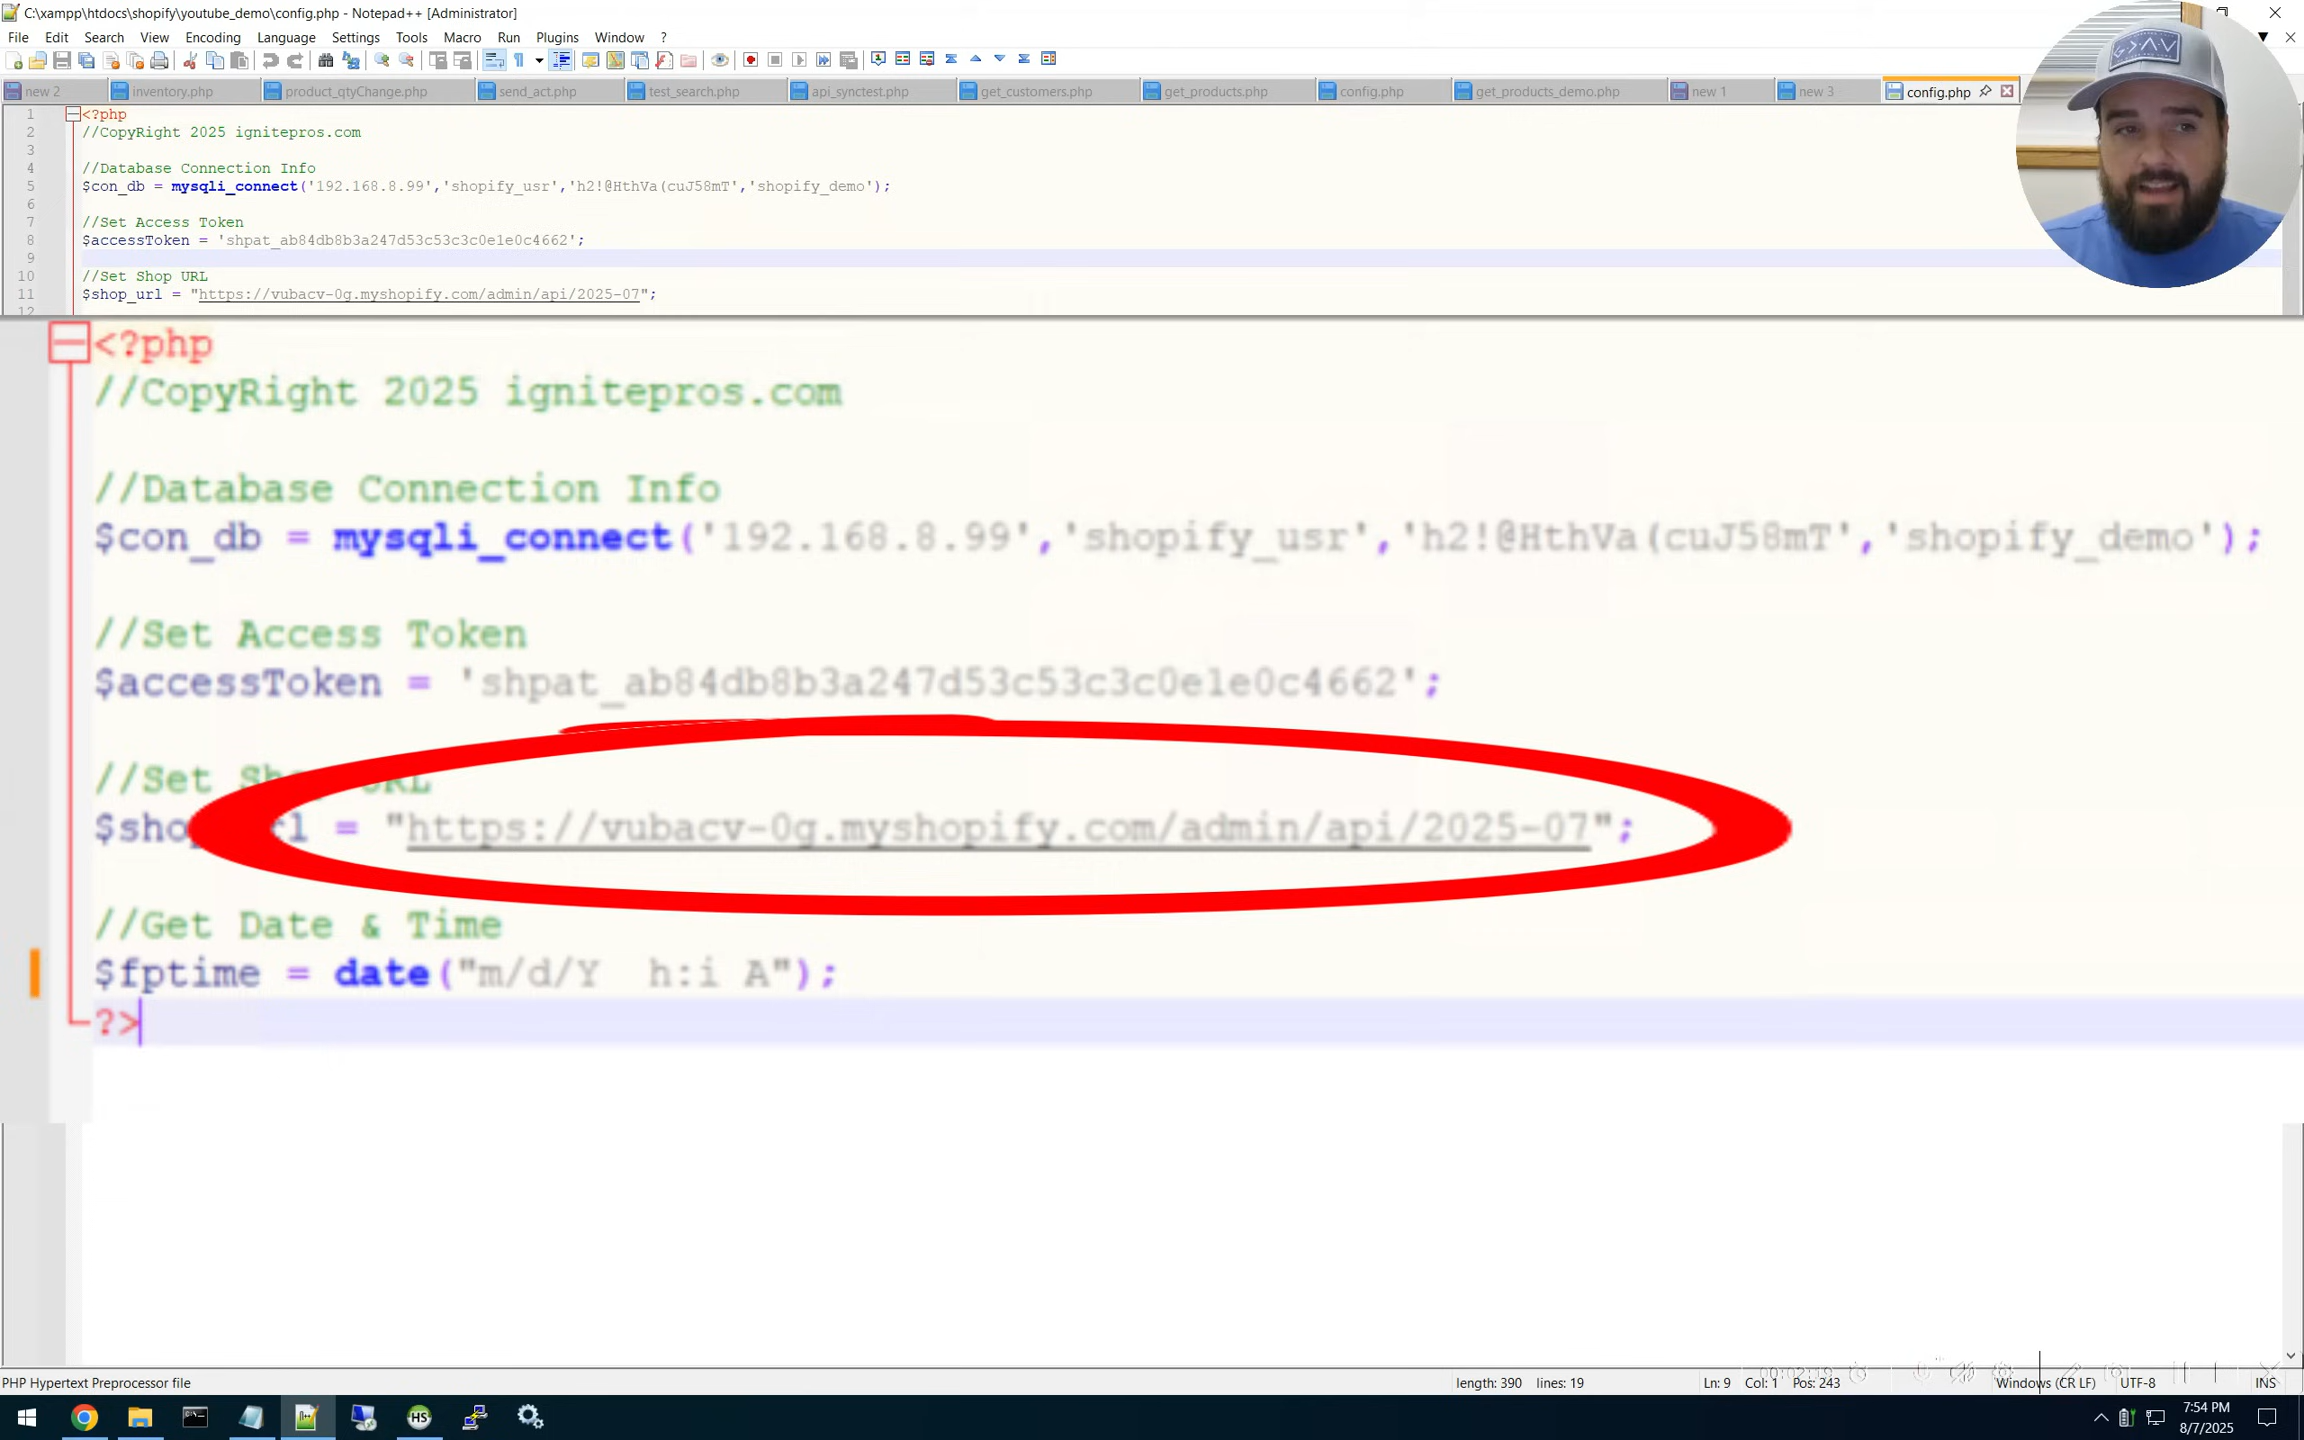 C:\xampp\htdocs\shopify\youtube_demo\config.php - Notepad++ [Administrator]
File Edit Search View Encoding Language Settings Tools Macro Run Plugins Window ?
new 2 inventory.php product_qtyChange.php send_act.php test_search.php api_synctest.php get_customers.php get_products.php config.php get_products_demo.php new 1 new 3 config.php
1 <?php
2 //CopyRight 2025 ignitepros.com
3
4 //Database Connection Info
5 $con_db = mysqli_connect('192.168.8.99','shopify_usr','h2!@HthVa(cuJ58mT','shopify_demo');
6
7 //Set Access Token
8 $accessToken = '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';
9
10 //Set Shop URL
11 $shop_url = "https://vubacv-0g.myshopify.com/admin/api/2025-07";
12
<?php
//CopyRight 2025 ignitepros.com
//Database Connection Info
$con_db = mysqli_connect('192.168.8.99','shopify_usr','h2!@HthVa(cuJ58mT','shopify_demo');
//Set Access Token
$accessToken = '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';
//Set URL
= "https://vubacv-0g.myshopify.com/admin/api/2025-07";
//Get Date & Time
$fptime = date("m/d/Y  h:i A");
?>
00:02:19
PHP Hypertext Preprocessor file length: 390 lines: 19 Ln: 9 Col: 1 Pos: 243 Windows (CR LF) UTF-8 INS
HS
7:54 PM
8/7/2025